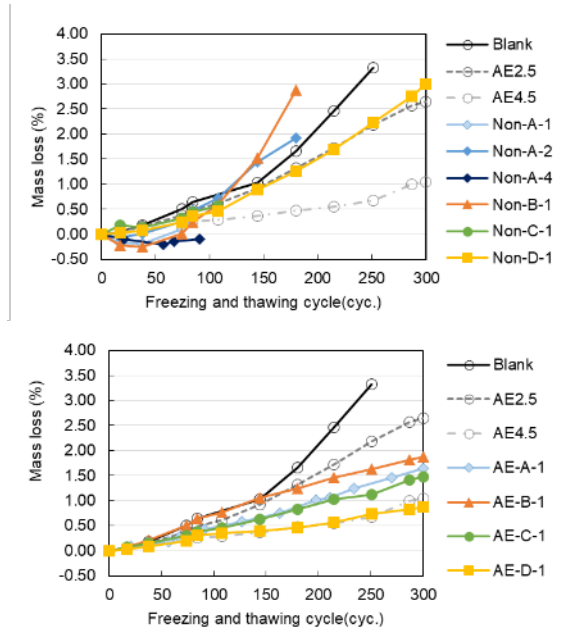 4.00
3.50
3.00
2.50
2.00
1.50
1.00
0.50
0.00
-0.50
Mass loss (%)
0 50 100 150 200 250 300
Freezing and thawing cycle(cyc.)
Blank
AE2.5
AE4.5
Non-A-1
Non-A-2
Non-A-4
Non-B-1
Non-C-1
Non-D-1
4.00
3.50
3.00
2.50
2.00
1.50
1.00
0.50
0.00
0.50
Mass loss (%)
0 50 100 150 200 250 300
Freezing and thawing cycle(cyc.)
Blank
AE2.5
AE4.5
AE-A-1
AE-B-1
AE-C-1
AE-D-1